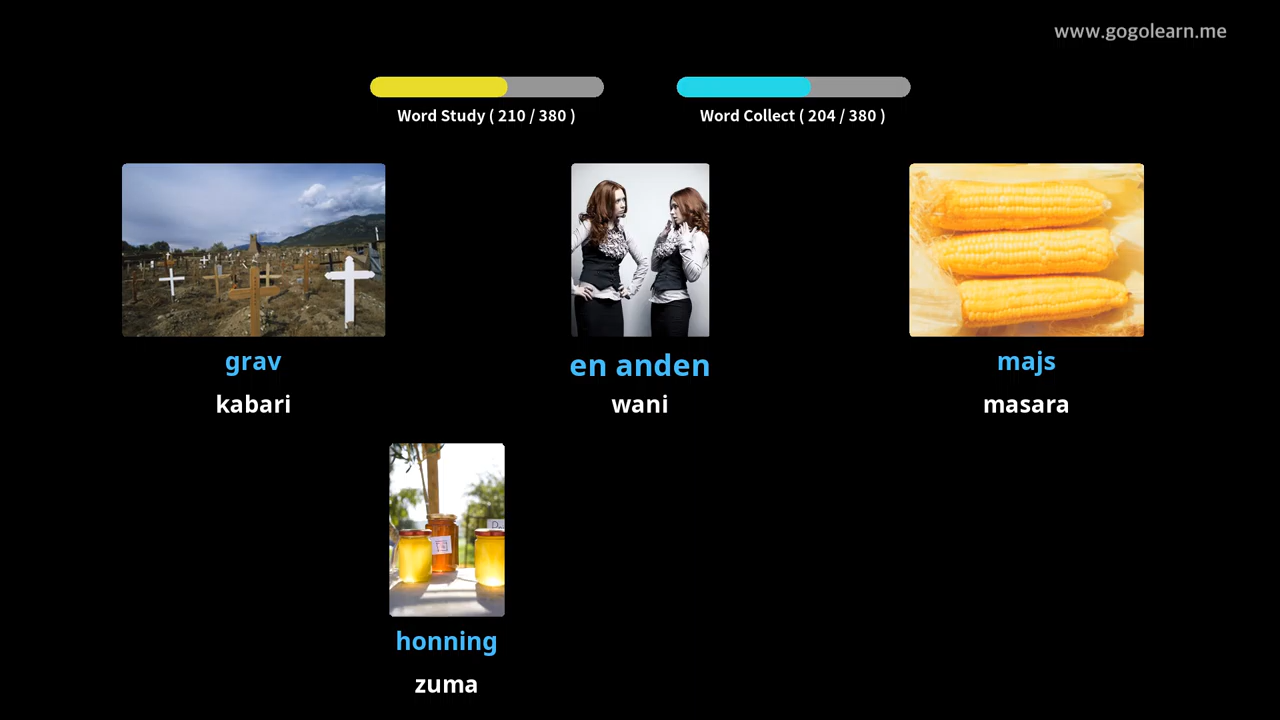 www.gogolearn.me
Word Study ( 210 / 380 )
Word Collect ( 204 / 380 )
grav
kabari
en anden
wani
majs
masara
honning
zuma